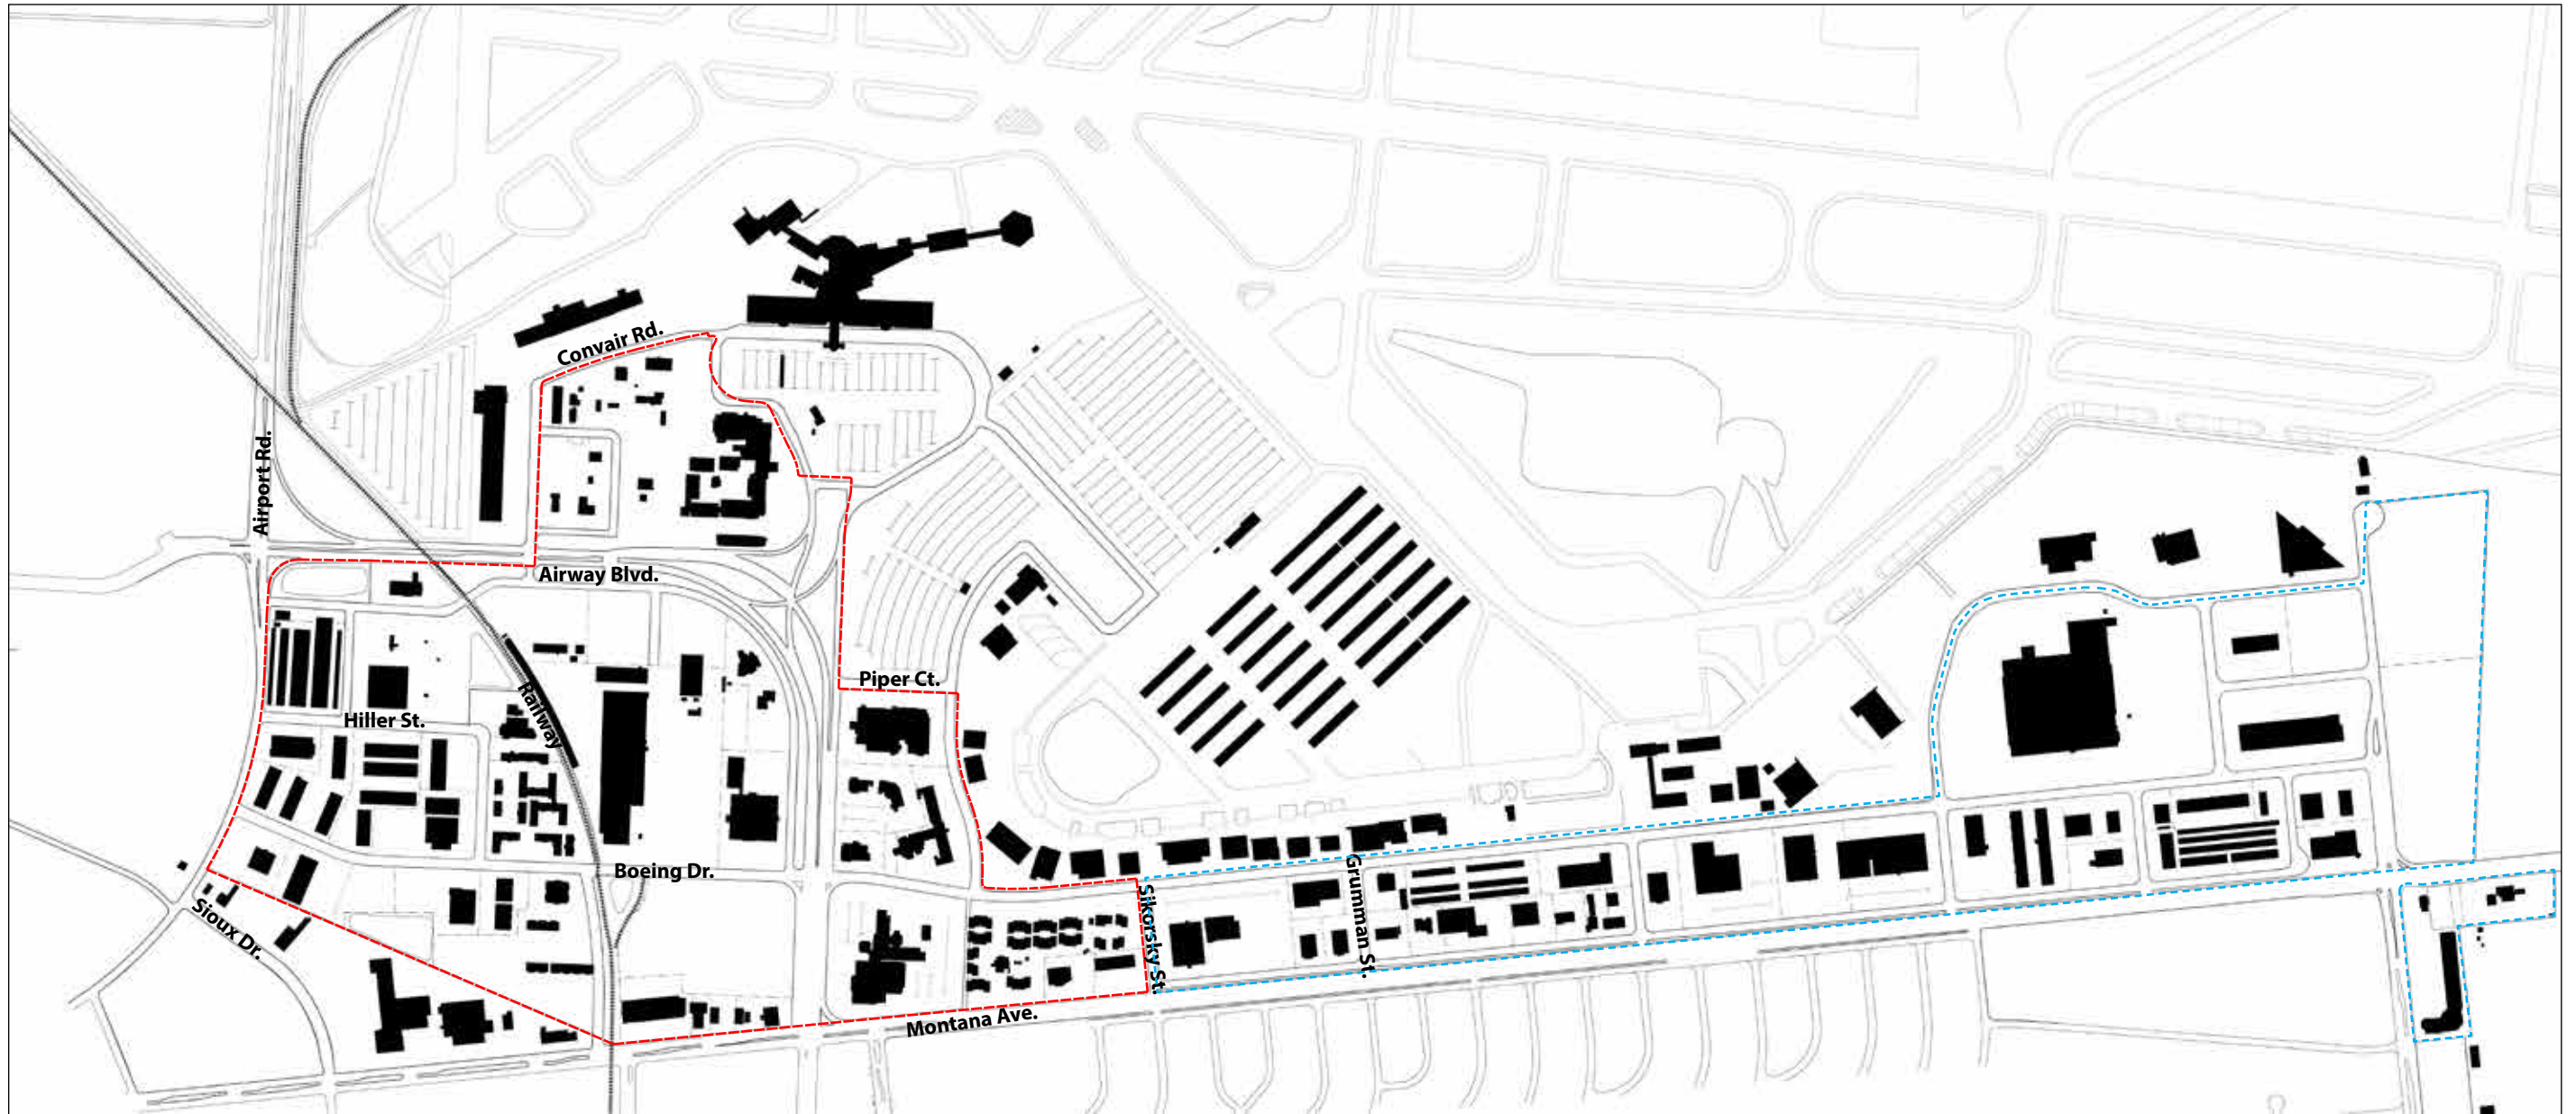 Convair Rd.
Airport Rd.
Airway Blvd.
Piper Ct.
Railway
Hiller St.
Boeing Dr.
Sikorsky St.
Grumman St.
Sioux Dr.
Montana Ave.